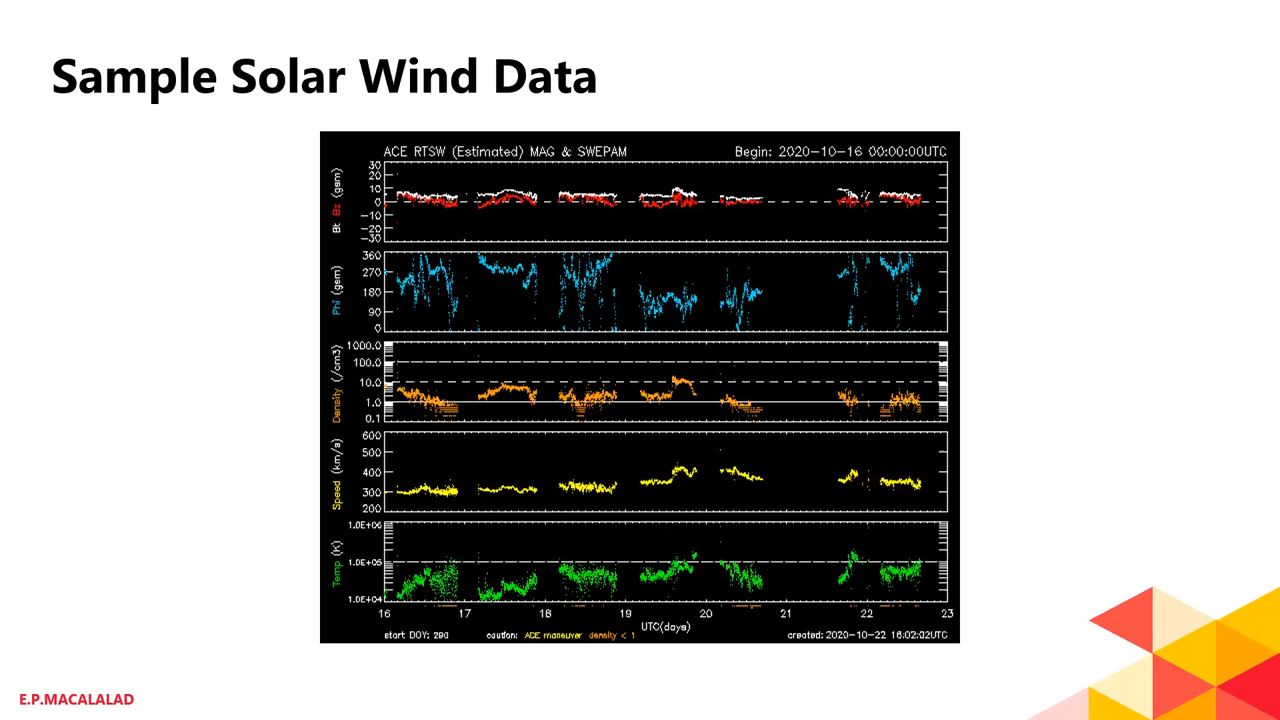 Sample Solar Wind Data
ACE RTSW (Estimated) MAG & SWEPAM Begin: 2020-10-16 00:00:00UTC
Bt Bz (gsm)
30
20
10
0
-10
-20
-30
Phi (gsm)
360
270
180
90
0
Density (/cm3)
1000.0
100.0
10.0
1.0
0.1
Speed (km/s)
600
500
400
300
200
Temp (K)
1.0E+06
1.0E+05
1.0E+04
16 17 18 19 20 21 22 23
UTC(days)
start DOY: 290 caution: ACE maneuver density < 1 created: 2020-10-22 16:02:02UTC
E.P.MACALALAD